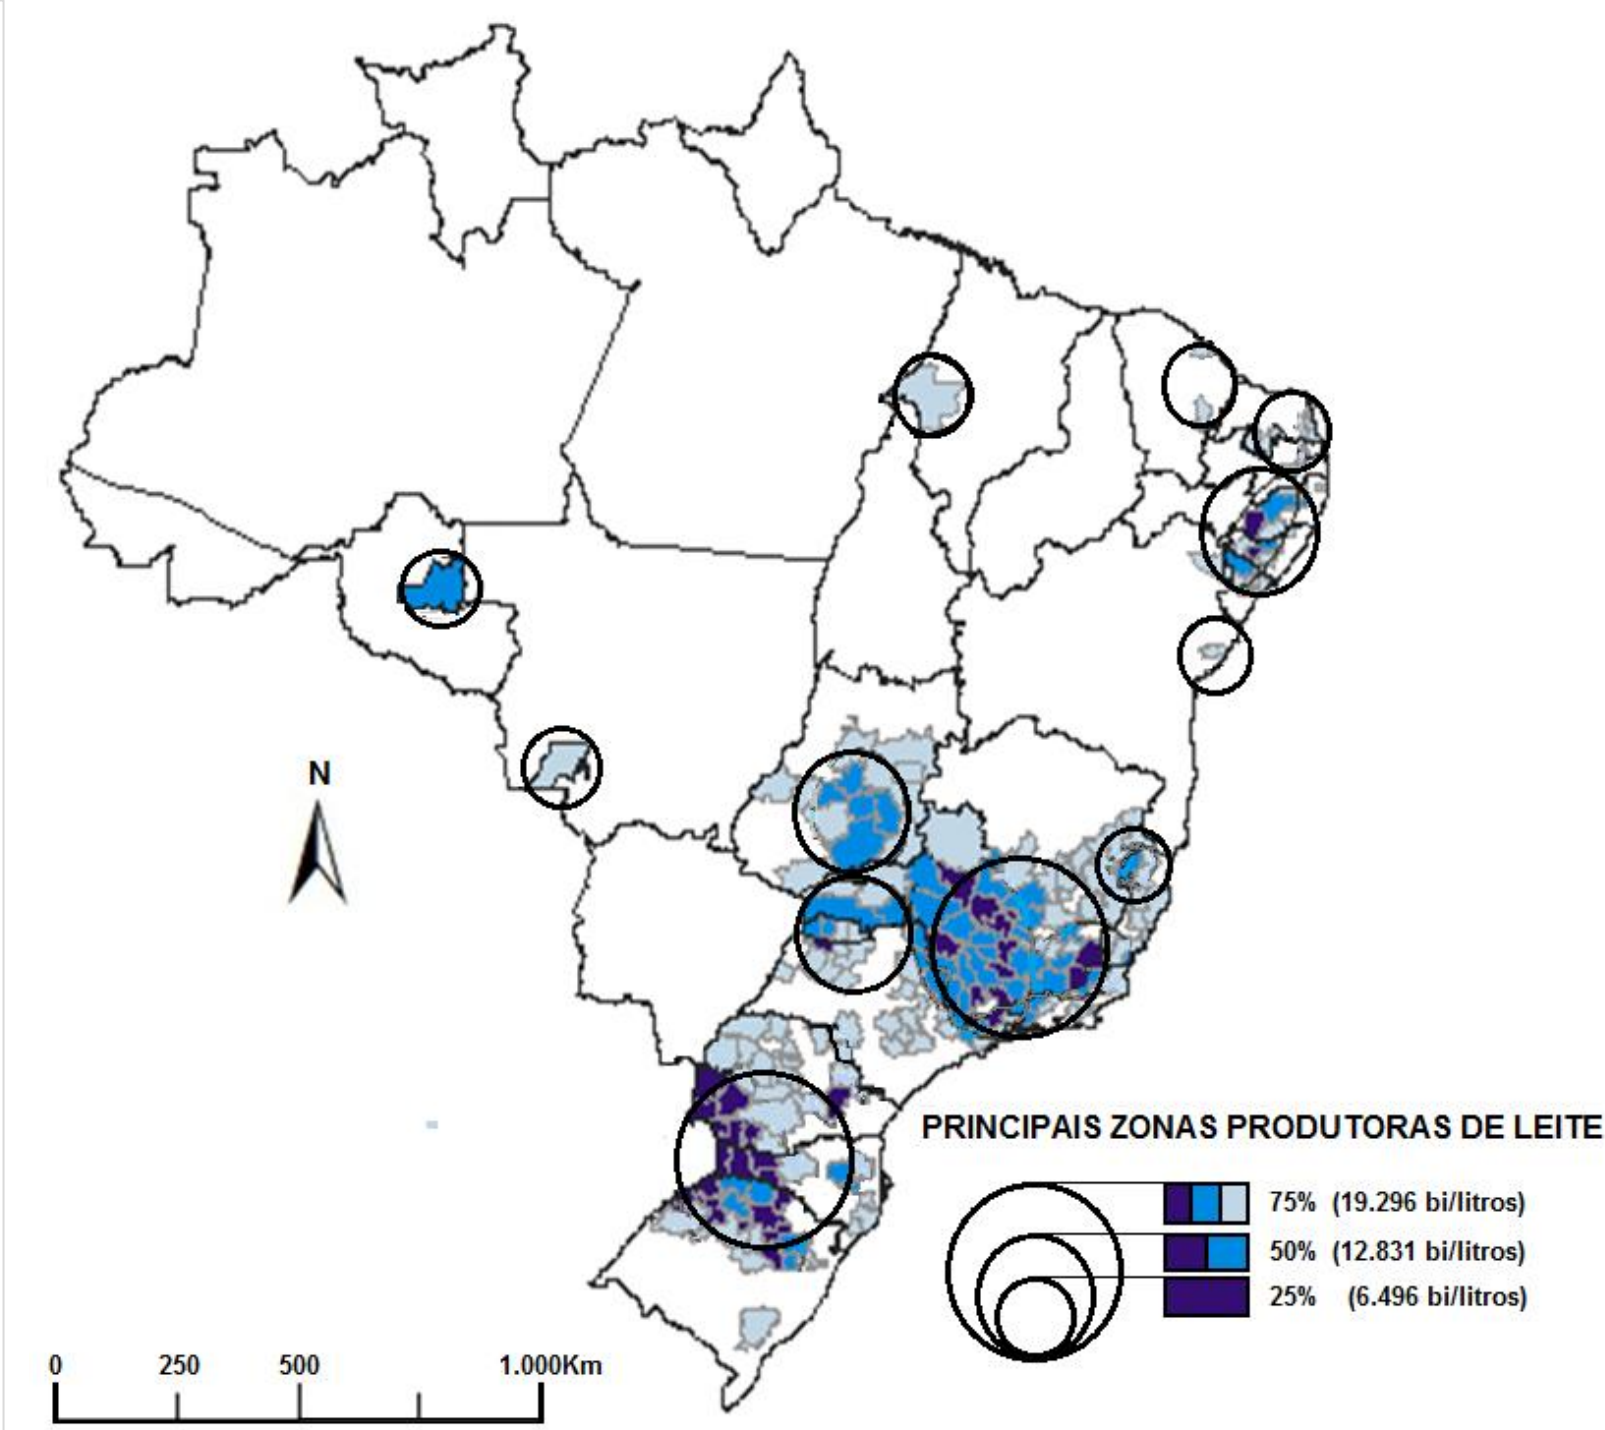 N
PRINCIPAIS ZONAS PRODUTORAS DE LEITE
75% (19.296 bi/litros)
50% (12.831 bi/litros)
25% (6.496 bi/litros)
0 250 500 1.000Km